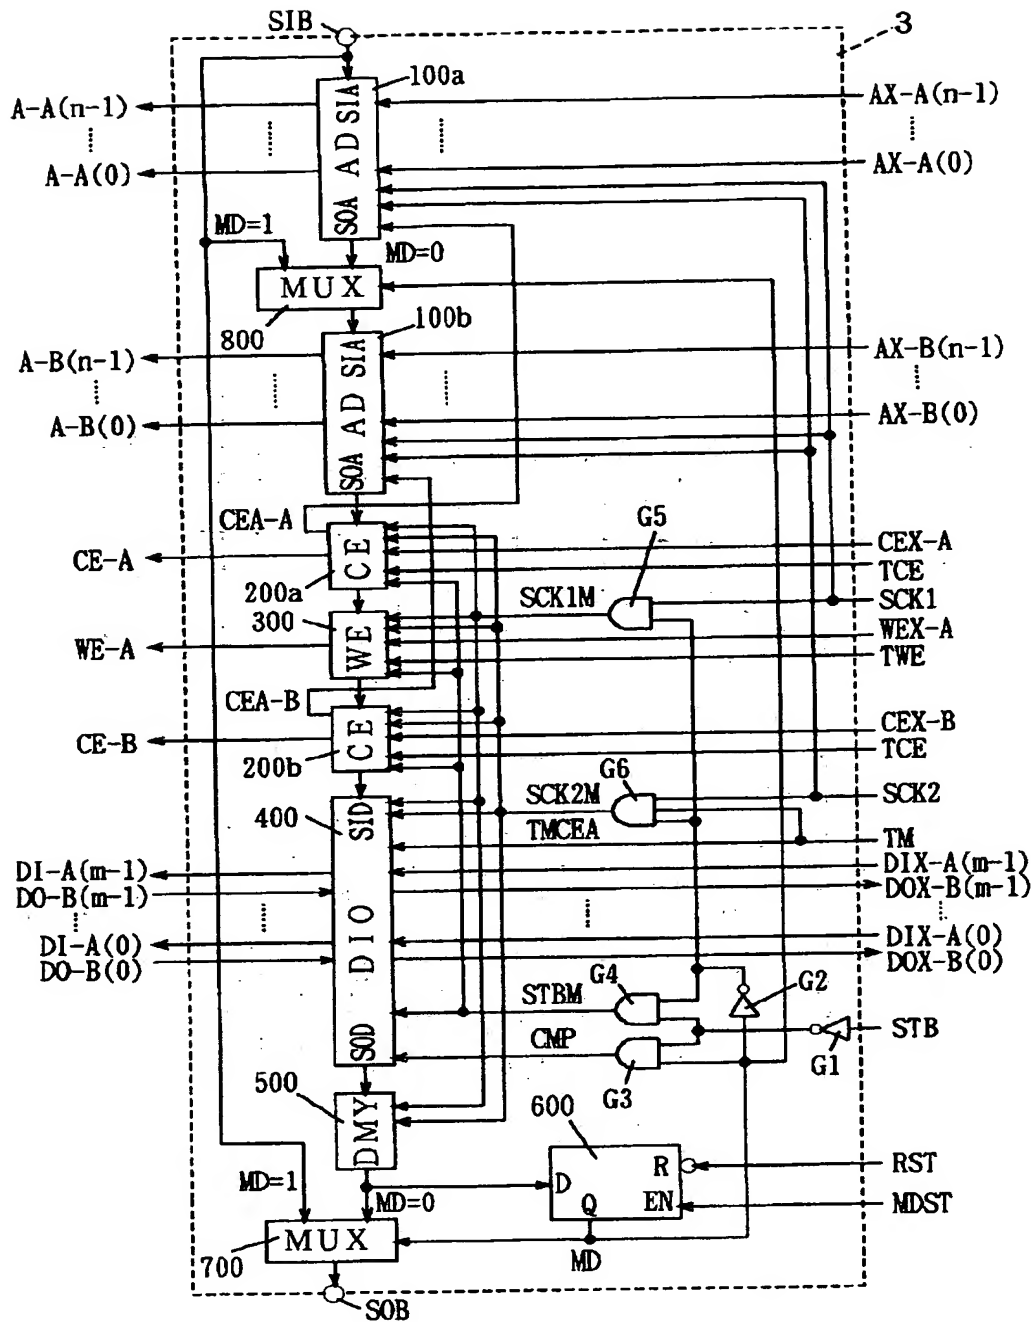 SIB
3
100a
A-A(n-1)
SIA
AD
SOA
AX-A(n-1)
A-A(0)
AX-A(0)
MD=1
MD=0
MUX
800
100b
A-B(n-1)
SIA
AD
SOA
AX-B(n-1)
A-B(0)
AX-B(0)
CEA-A
G5
CE-A
CE
CEX-A
200a
TCE
300
SCK1M
SCK1
WE-A
WE
WEX-A
TWE
CEA-B
CE-B
CE
CEX-B
200b
TCE
G6
400
SID
SCK2M
SCK2
TMCEA
TM
DI-A(m-1)
DIX-A(m-1)
DO-B(m-1)
DOX-B(m-1)
DIO
DI-A(0)
DIX-A(0)
DO-B(0)
DOX-B(0)
G4
G2
STBM
STB
SOD
CMP
G1
G3
500
DMY
600
R
RST
D
MD=1
MD=0
Q
EN
MDST
MUX
700
MD
SOB